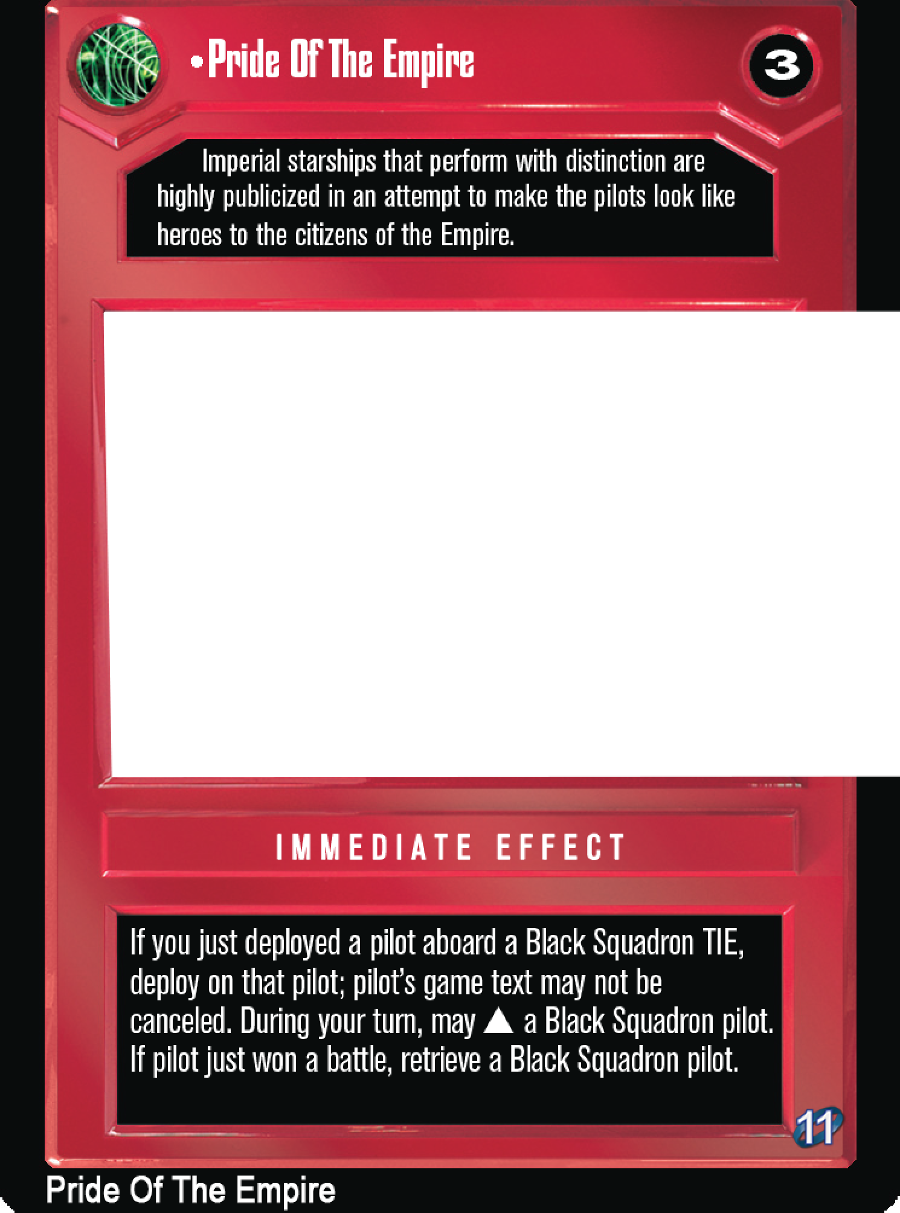 •Pride Of The Empire
3
Imperial starships that perform with distinction are
highly publicized in an attempt to make the pilots look like
heroes to the citizens of the Empire.
IMMEDIATE EFFECT
If you just deployed a pilot aboard a Black Squadron TIE,
deploy on that pilot; pilot’s game text may not be
canceled. During your turn, may ▲ a Black Squadron pilot.
If pilot just won a battle, retrieve a Black Squadron pilot.
11
Pride Of The Empire